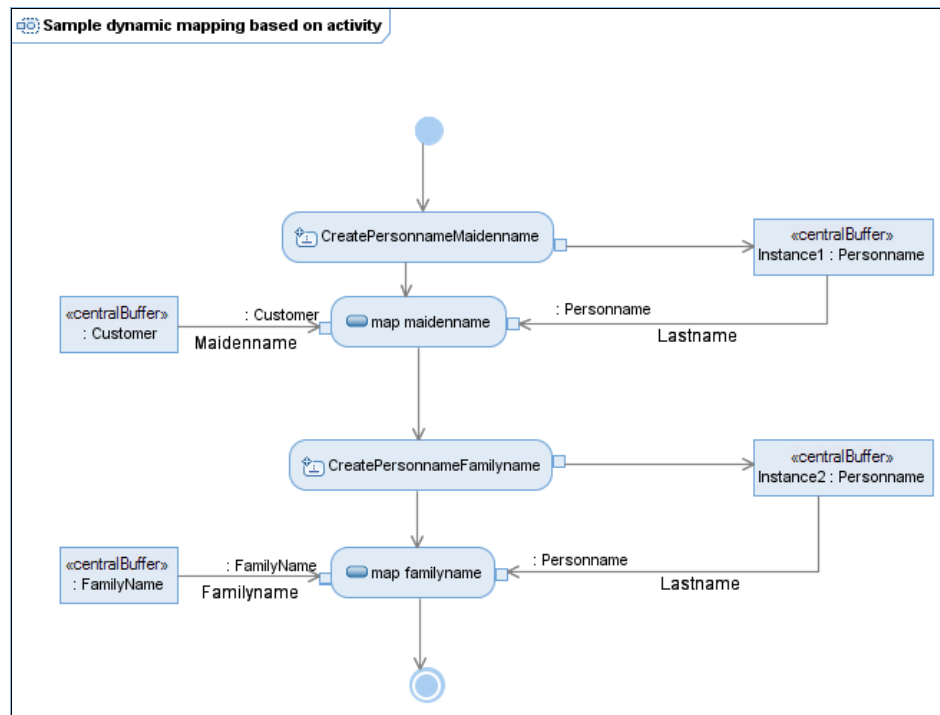 Sample dynamic mapping based on activity
CreatePersonnameMaidenname
«centralBuffer»
Instance1 : Personname
«centralBuffer»
: Customer
: Customer
Maidenname
map maidenname
: Personname
Lastname
CreatePersonnameFamilyname
«centralBuffer»
Instance2 : Personname
«centralBuffer»
: FamilyName
: FamilyName
Familyname
map familyname
: Personname
Lastname